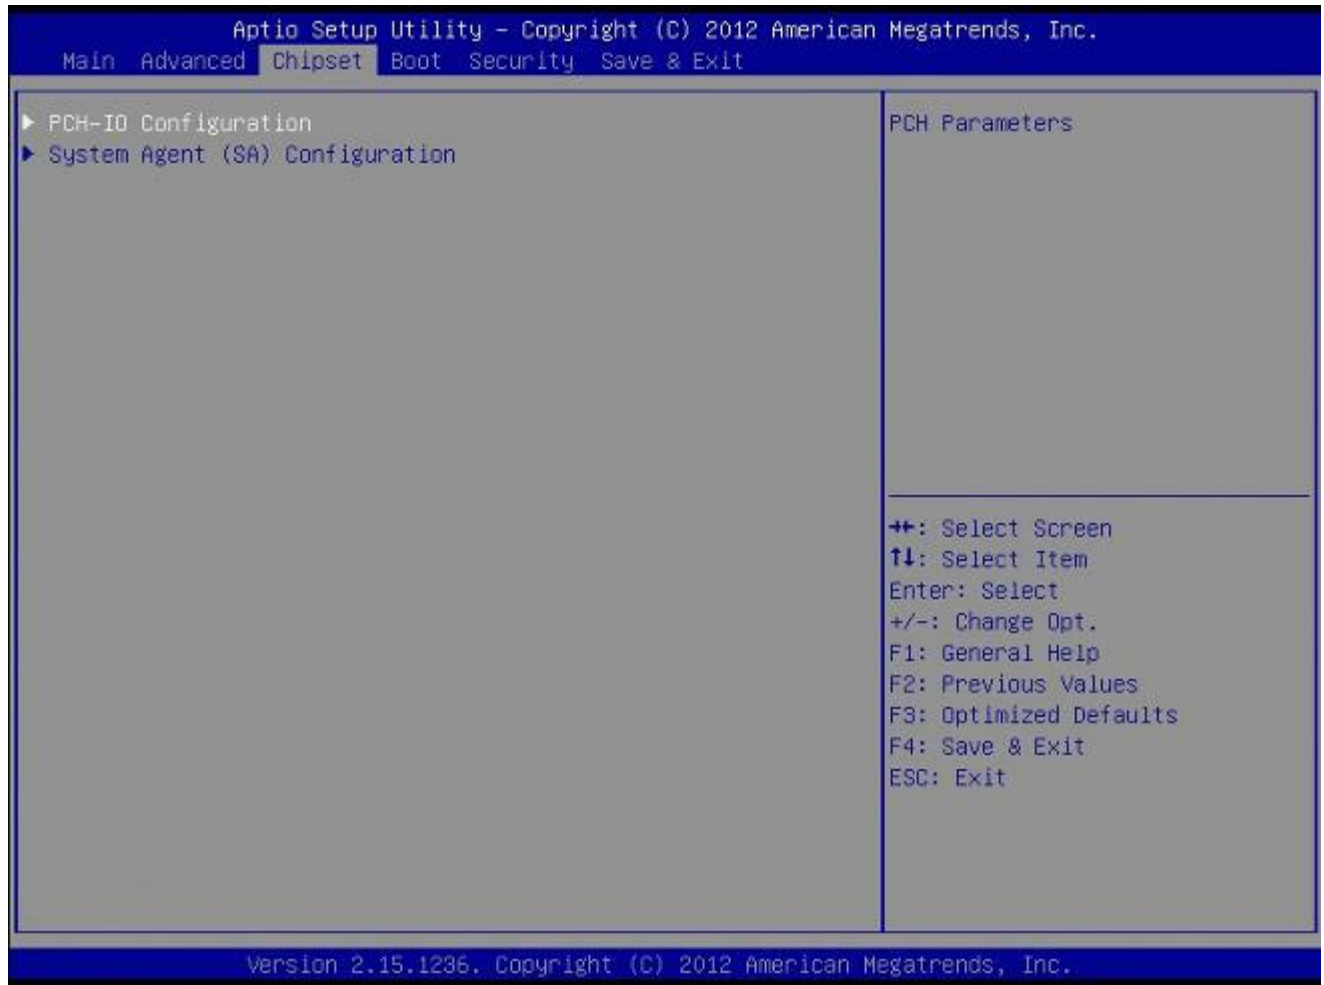 Aptio Setup Utility - Copyright (C) 2012 American Megatrends, Inc.
Main Advanced Chipset Boot Security Save & Exit
▶ PCH-IO Configuration
▶ System Agent (SA) Configuration
PCH Parameters
→←: Select Screen
↑↓: Select Item
Enter: Select
+/-: Change Opt.
F1: General Help
F2: Previous Values
F3: Optimized Defaults
F4: Save & Exit
ESC: Exit
Version 2.15.1236. Copyright (C) 2012 American Megatrends, Inc.